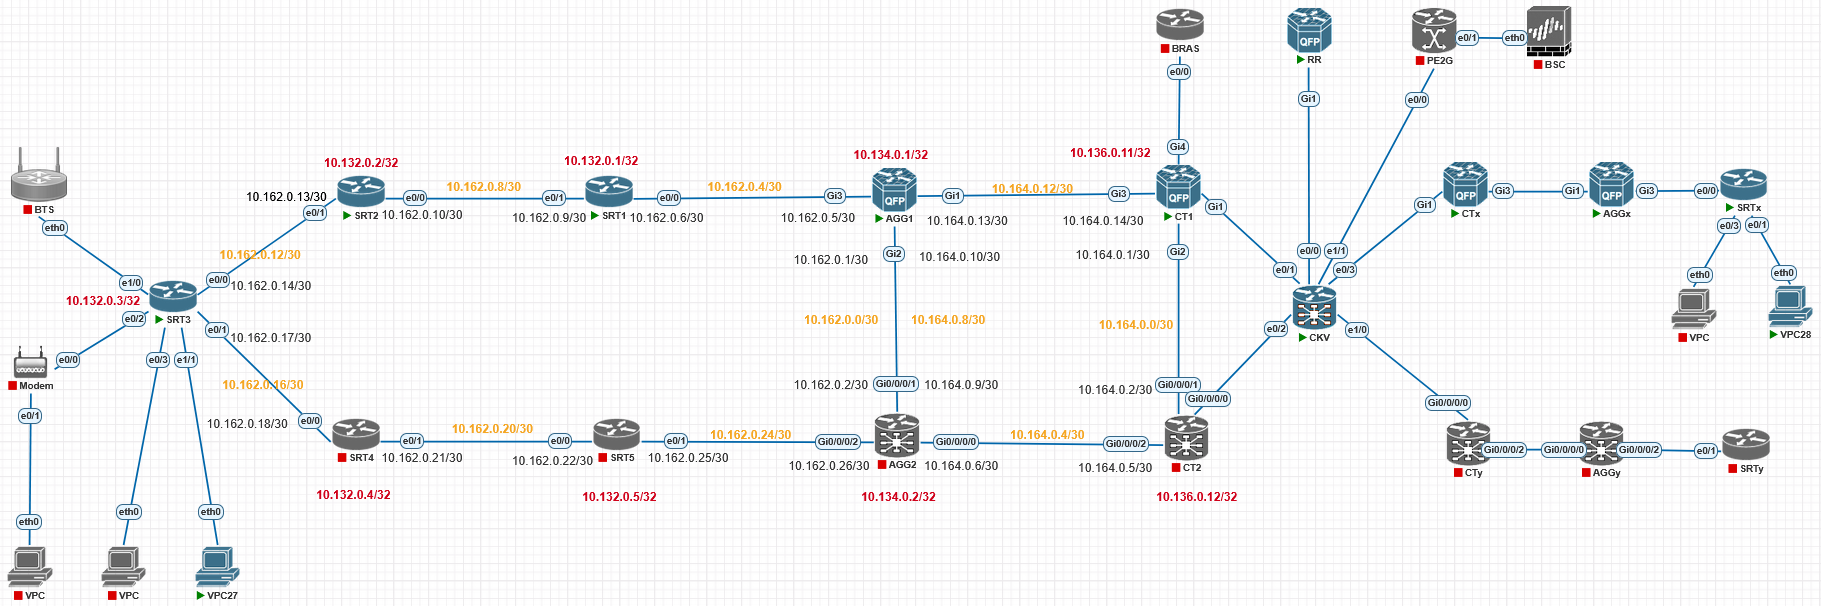 BRAS
e0/0
Gi4
QFP
RR
Gi1
PE2G
e0/1
eth0
BSC
e0/0
10.132.0.2/32
10.132.0.1/32
10.134.0.1/32
10.136.0.11/32
BTS
eth0
10.162.0.13/30
e0/1
SRT2
e0/0
10.162.0.10/30
10.162.0.8/30
e0/1
10.162.0.9/30
SRT1
e0/0
10.162.0.6/30
10.162.0.4/30
Gi3
10.162.0.5/30
QFP
AGG1
Gi1
10.164.0.13/30
10.164.0.12/30
Gi3
10.164.0.14/30
QFP
CT1
Gi1
QFP
CTx
Gi3
Gi1
QFP
AGGx
Gi3
e0/0
SRTx
e0/3
e0/1
eth0
eth0
VPC
VPC28
Gi1
10.162.0.12/30
e0/0
10.162.0.14/30
e1/0
10.132.0.3/32
SRT3
e0/2
e0/1
10.162.0.17/30
10.162.0.1/30
Gi2
10.164.0.10/30
10.164.0.1/30
Gi2
e0/1
e0/0
e1/1
e0/3
10.162.0.0/30
10.164.0.8/30
10.164.0.0/30
e0/2
CKV
e1/0
e0/0
Modem
e0/3
e1/1
10.162.0.16/30
10.162.0.2/30
Gi0/0/0/1
10.164.0.9/30
10.164.0.2/30
Gi0/0/0/1
Gi0/0/0/0
Gi0/0/0/0
e0/1
10.162.0.18/30
e0/0
SRT4
e0/1
10.162.0.21/30
10.162.0.20/30
e0/0
10.162.0.22/30
SRT5
e0/1
10.162.0.25/30
10.162.0.24/30
Gi0/0/0/2
10.162.0.26/30
AGG2
Gi0/0/0/0
10.164.0.6/30
10.164.0.4/30
Gi0/0/0/2
10.164.0.5/30
CT2
CTy
Gi0/0/0/2
Gi0/0/0/0
AGGy
Gi0/0/0/2
e0/1
SRTy
10.132.0.4/32
10.132.0.5/32
10.134.0.2/32
10.136.0.12/32
eth0
eth0
eth0
VPC
VPC
VPC27